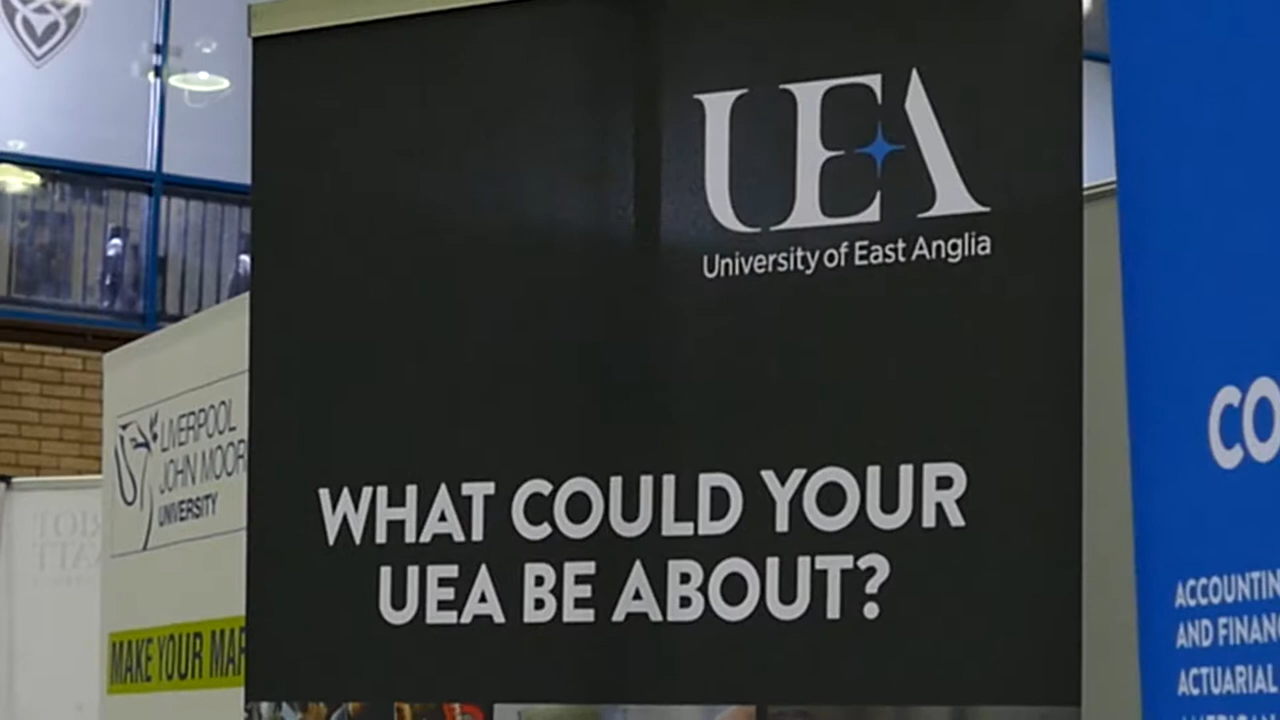 UEA
University of East Anglia
WHAT COULD YOUR
UEA BE ABOUT?
LIVERPOOL
JOHN MOOR
UNIVERSITY
MAKE YOUR MAR
CO
ACCOUNTIN
AND FINANC
ACTUARIAL